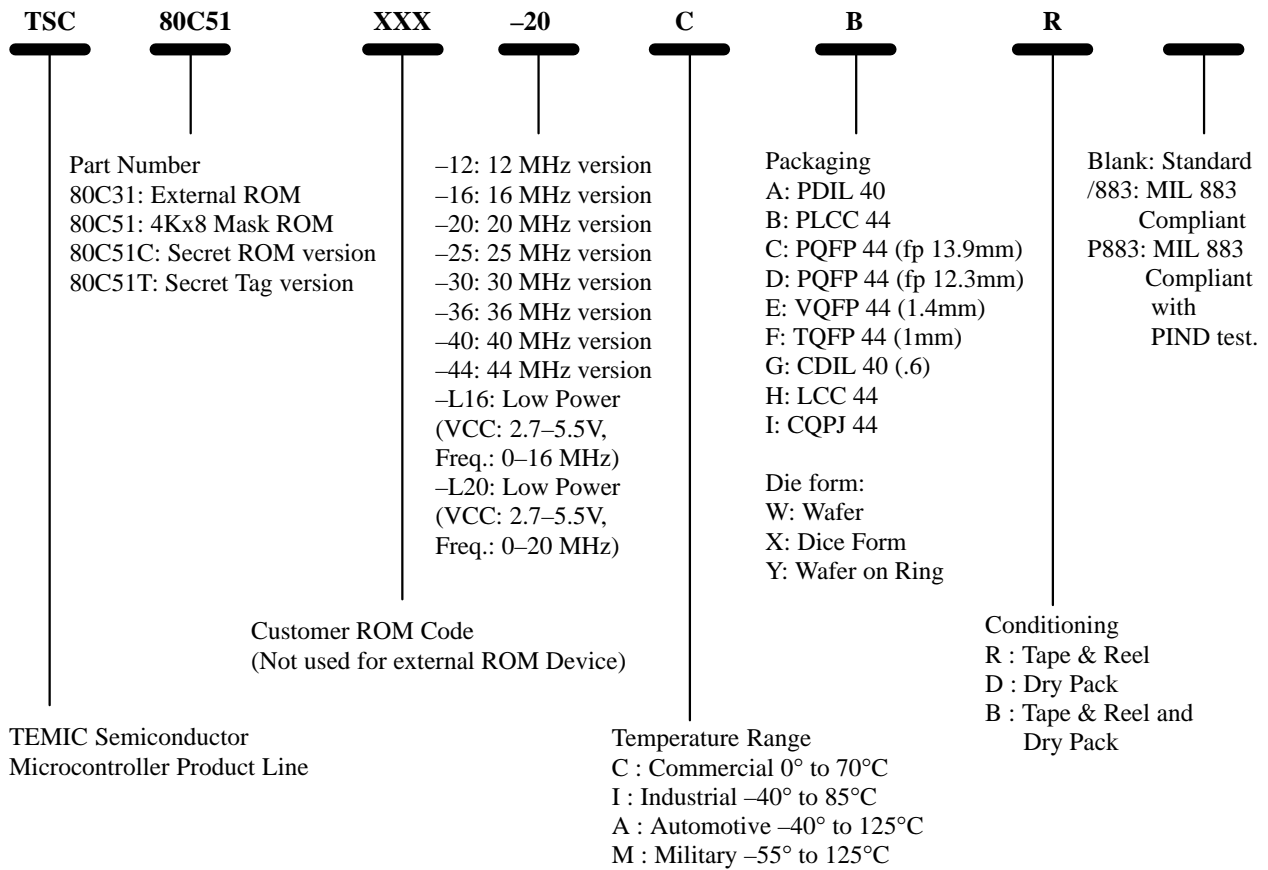 TSC 80C51 XXX –20 C B R
Part Number
80C31: External ROM
80C51: 4Kx8 Mask ROM
80C51C: Secret ROM version
80C51T: Secret Tag version
–12: 12 MHz version
–16: 16 MHz version
–20: 20 MHz version
–25: 25 MHz version
–30: 30 MHz version
–36: 36 MHz version
–40: 40 MHz version
–44: 44 MHz version
–L16: Low Power
(VCC: 2.7–5.5V,
Freq.: 0–16 MHz)
–L20: Low Power
(VCC: 2.7–5.5V,
Freq.: 0–20 MHz)
Packaging
A: PDIL 40
B: PLCC 44
C: PQFP 44 (fp 13.9mm)
D: PQFP 44 (fp 12.3mm)
E: VQFP 44 (1.4mm)
F: TQFP 44 (1mm)
G: CDIL 40 (.6)
H: LCC 44
I: CQPJ 44
Die form:
W: Wafer
X: Dice Form
Y: Wafer on Ring
Blank: Standard
/883: MIL 883
Compliant
P883: MIL 883
Compliant
with
PIND test.
Customer ROM Code
(Not used for external ROM Device)
Conditioning
R : Tape & Reel
D : Dry Pack
B : Tape & Reel and
Dry Pack
TEMIC Semiconductor
Microcontroller Product Line
Temperature Range
C : Commercial 0° to 70°C
I : Industrial –40° to 85°C
A : Automotive –40° to 125°C
M : Military –55° to 125°C